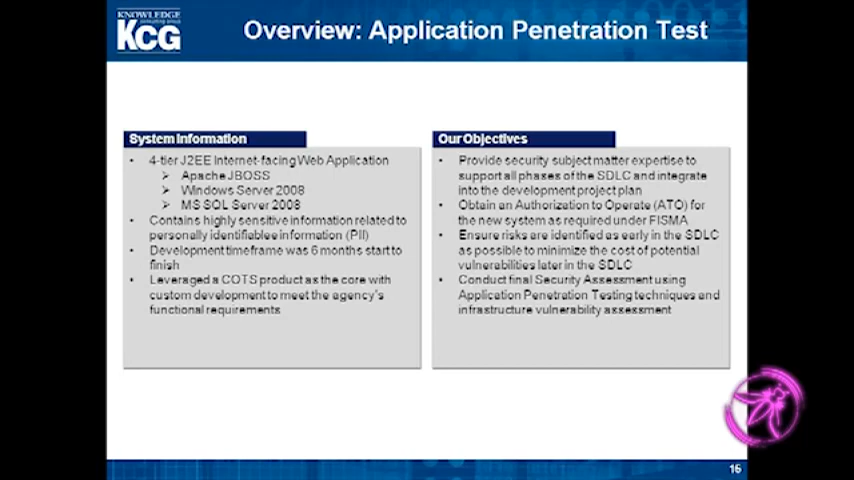 KNOWLEDGE
consulting group
KCG
Overview: Application Penetration Test
System Information
• 4-tier J2EE Internet-facing Web Application
➢ Apache JBOSS
➢ Windows Server 2008
➢ MS SQL Server 2008
• Contains highly sensitive information related to
personally identifiablee information (PII)
• Development timeframe was 6 months start to
finish
• Leveraged a COTS product as the core with
custom development to meet the agency's
functional requirements
Our Objectives
• Provide security subject matter expertise to
support all phases of the SDLC and integrate
into the development project plan
• Obtain an Authorization to Operate (ATO) for
the new system as required under FISMA
• Ensure risks are identified as early in the SDLC
as possible to minimize the cost of potential
vulnerabilities later in the SDLC
• Conduct final Security Assessment using
Application Penetration Testing techniques and
infrastructure vulnerability assessment
16